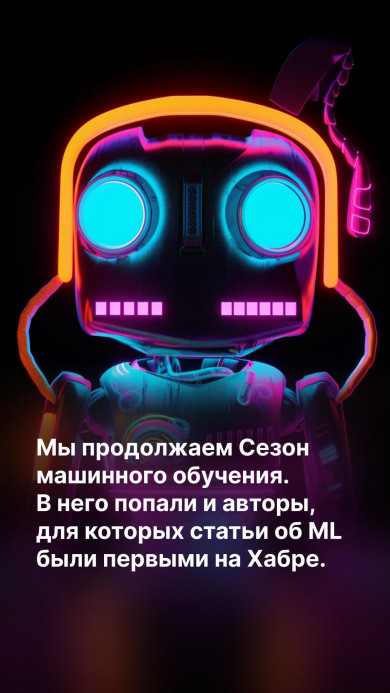 Мы продолжаем Сезон
машинного обучения.
В него попали и авторы,
для которых статьи об ML
были первыми на Хабре.